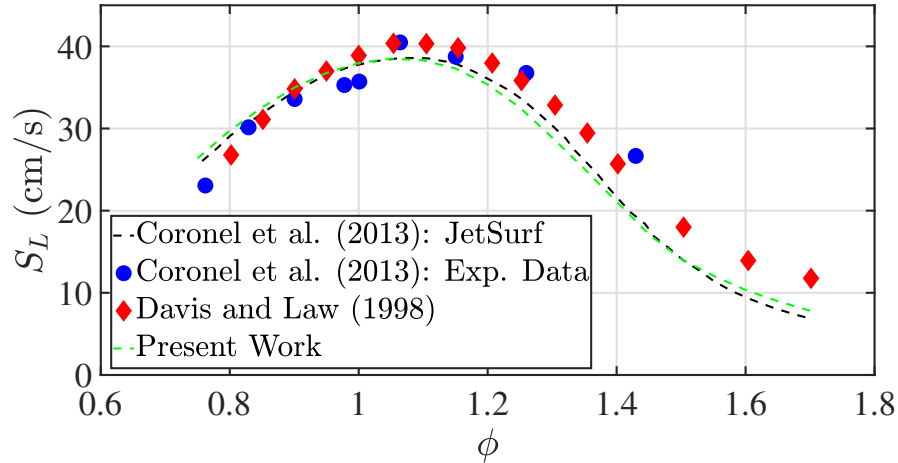 40
30
20
10
0
S_L (cm/s)
Coronel et al. (2013): JetSurf
Coronel et al. (2013): Exp. Data
Davis and Law (1998)
Present Work
0.6 0.8 1 1.2 1.4 1.6 1.8
ϕ